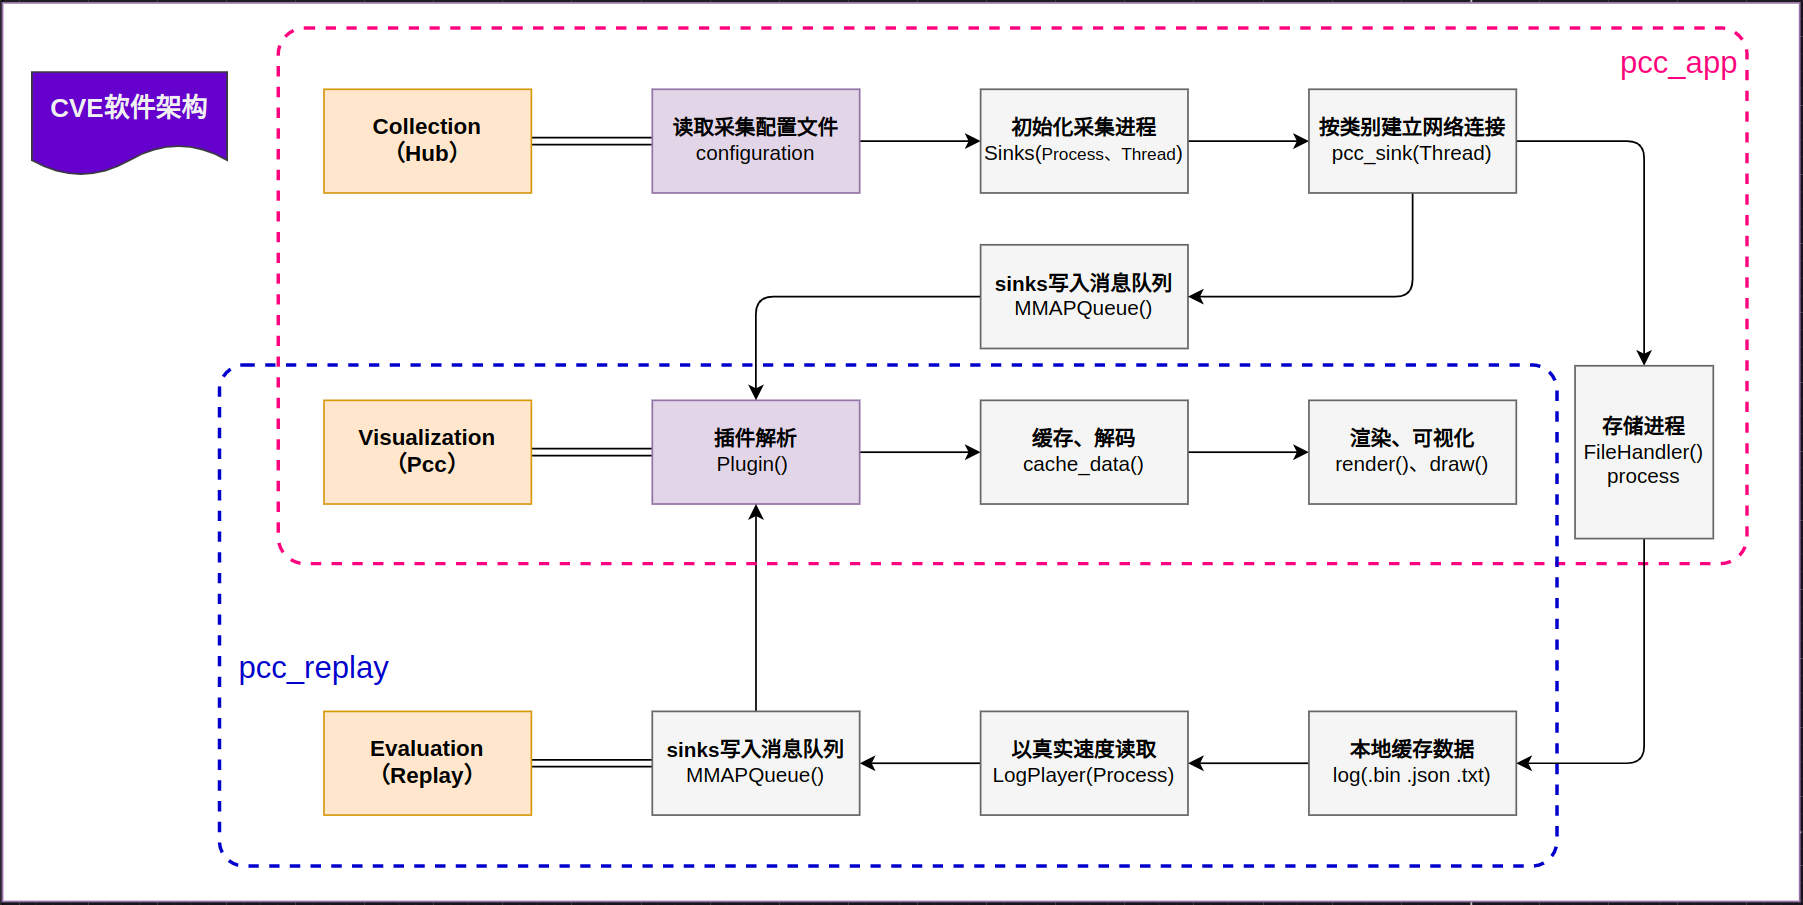 pcc_app
CVE软件架构
Collection
（Hub）
读取采集配置文件
configuration
初始化采集进程
Sinks(Process、Thread)
按类别建立网络连接
pcc_sink(Thread)
sinks写入消息队列
MMAPQueue()
Visualization
（Pcc）
插件解析
Plugin()
缓存、解码
cache_data()
渲染、可视化
render()、draw()
存储进程
FileHandler()
process
pcc_replay
Evaluation
（Replay）
sinks写入消息队列
MMAPQueue()
以真实速度读取
LogPlayer(Process)
本地缓存数据
log(.bin .json .txt)